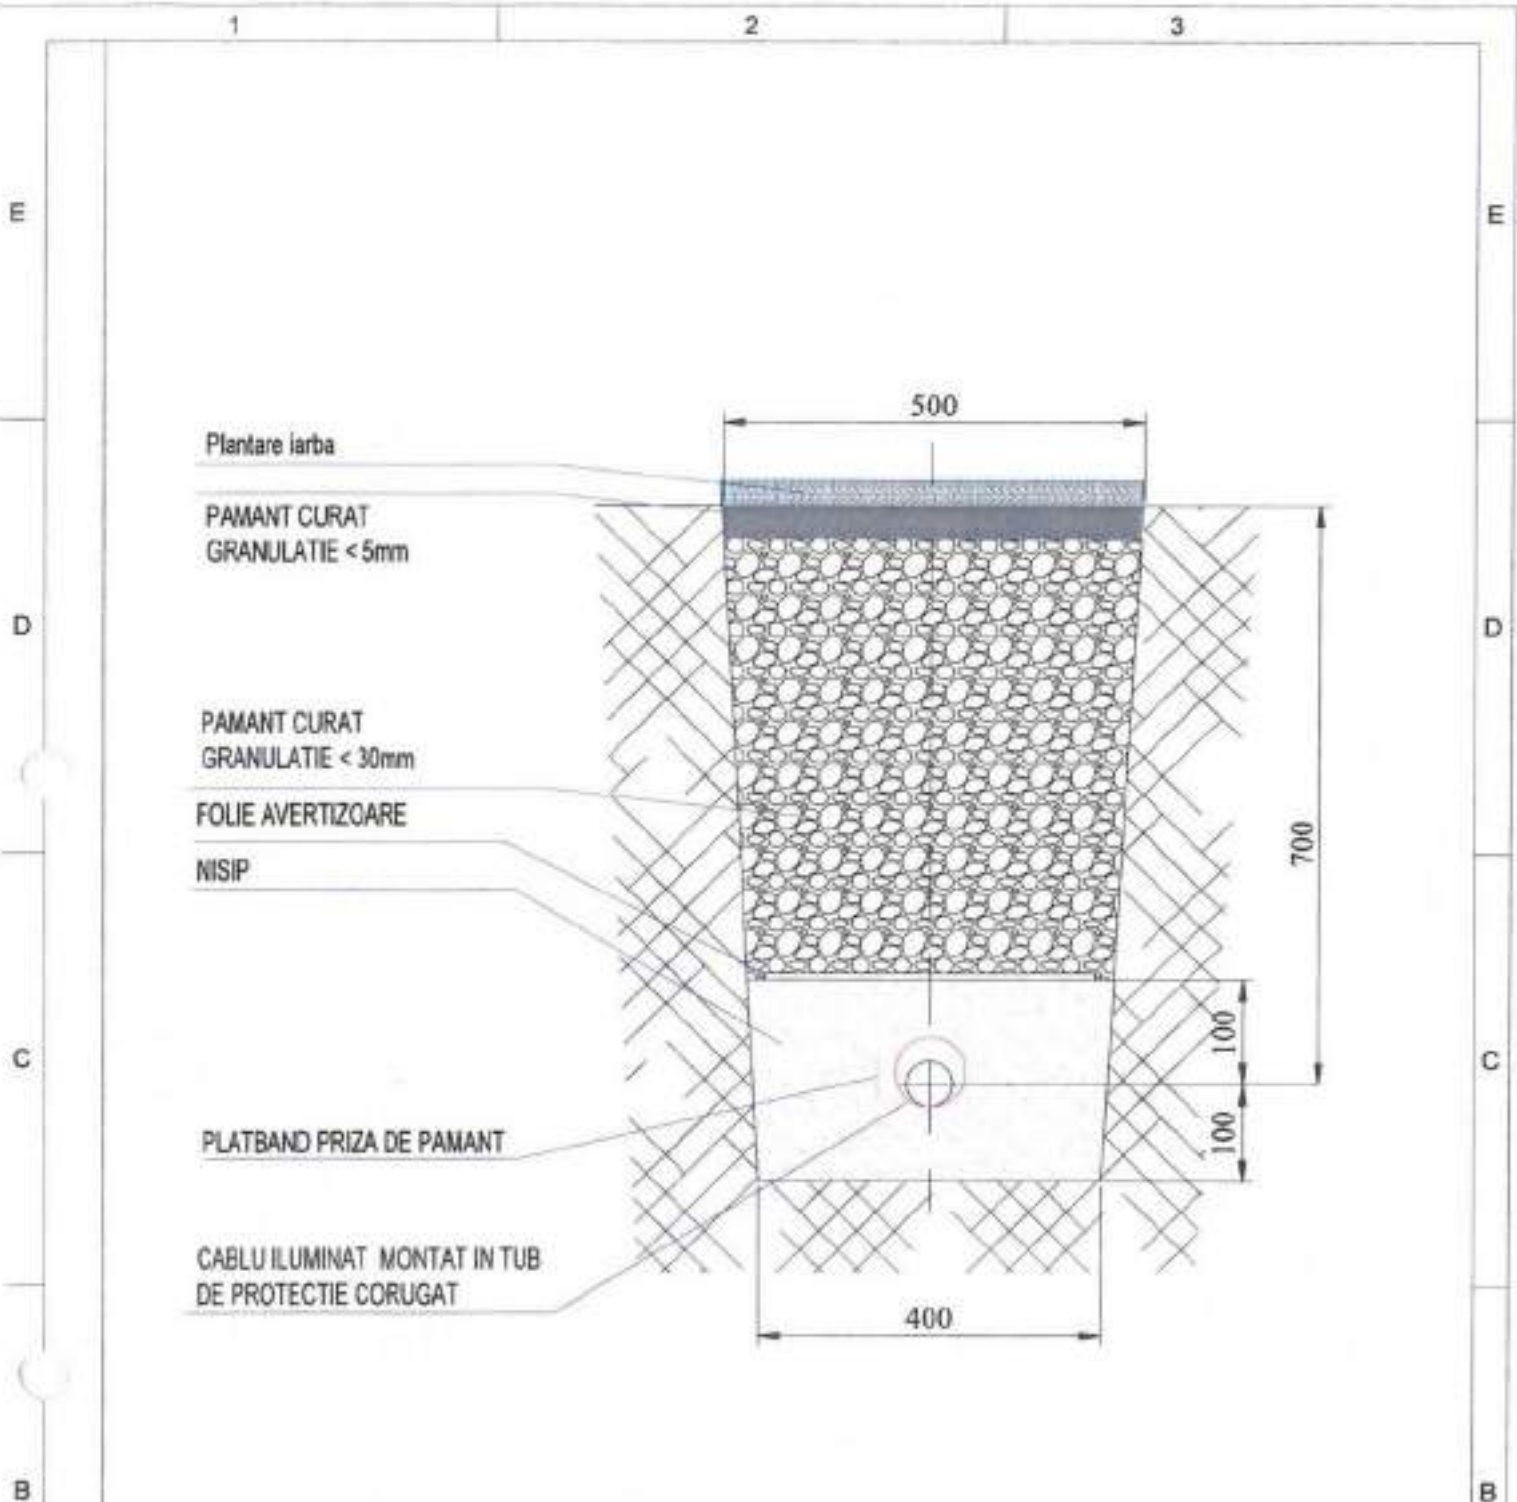 1 2 3
E E
500
Plantare iarba
PAMANT CURAT
GRANULATIE < 5mm
D D
PAMANT CURAT
GRANULATIE < 30mm
FOLIE AVERTIZOARE
700
NISIP
100
C C
PLATBAND PRIZA DE PAMANT
100
CABLU ILUMINAT MONTAT IN TUB
DE PROTECTIE CORUGAT
400
B B